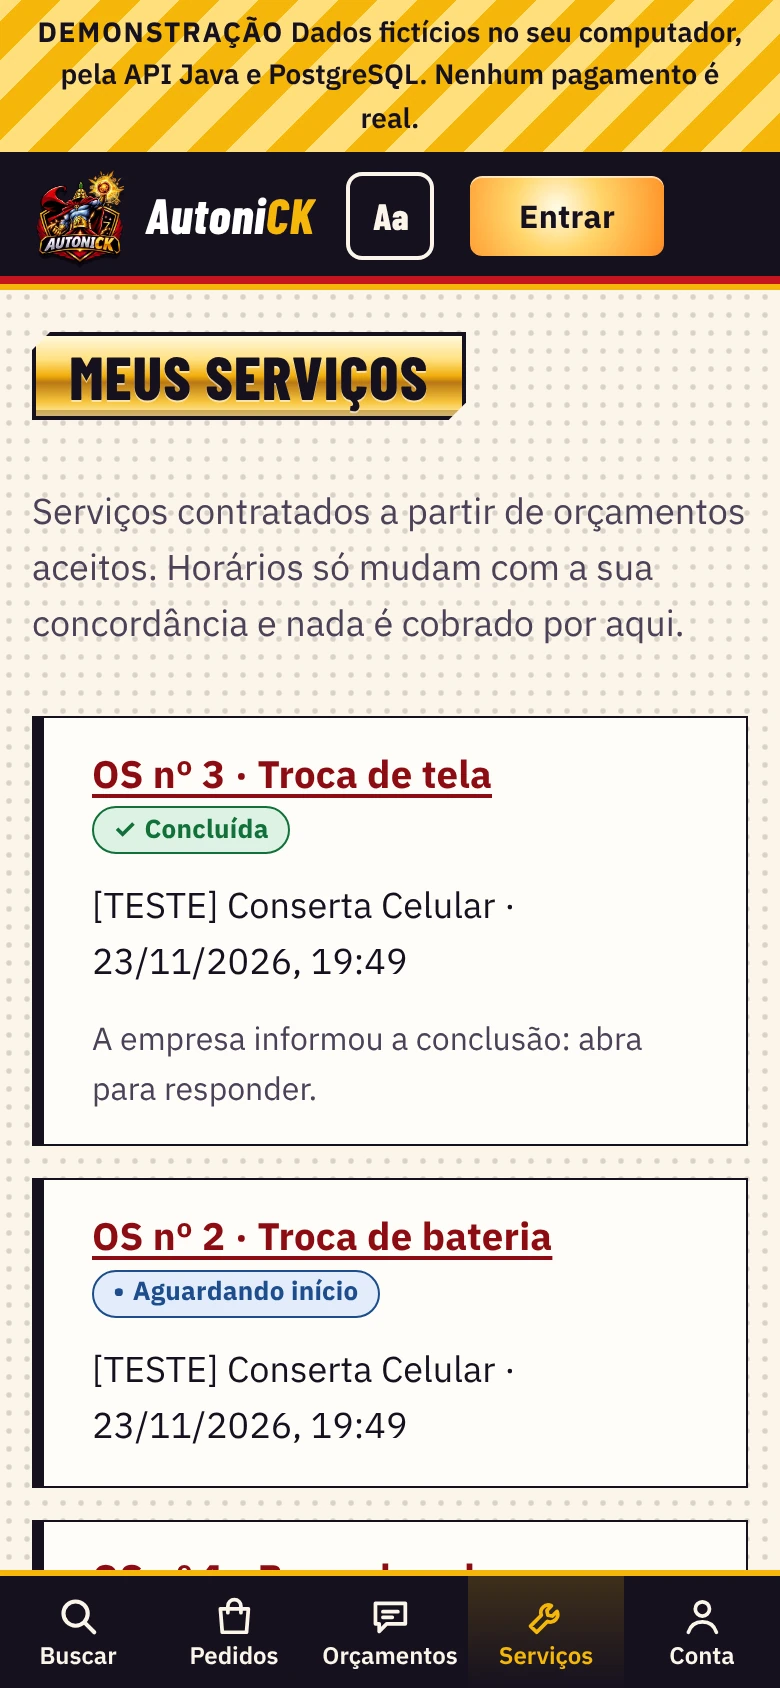 DEMONSTRAÇÃO Dados fictícios no seu computador,
pela API Java e PostgreSQL. Nenhum pagamento é
real.
AUTONICK
AutoniCK
Aa
Entrar
MEUS SERVIÇOS
Serviços contratados a partir de orçamentos
aceitos. Horários só mudam com a sua
concordância e nada é cobrado por aqui.
OS nº 3 · Troca de tela
✓ Concluída
[TESTE] Conserta Celular ·
23/11/2026, 19:49
A empresa informou a conclusão: abra
para responder.
OS nº 2 · Troca de bateria
• Aguardando início
[TESTE] Conserta Celular ·
23/11/2026, 19:49
Buscar
Pedidos
Orçamentos
Serviços
Conta